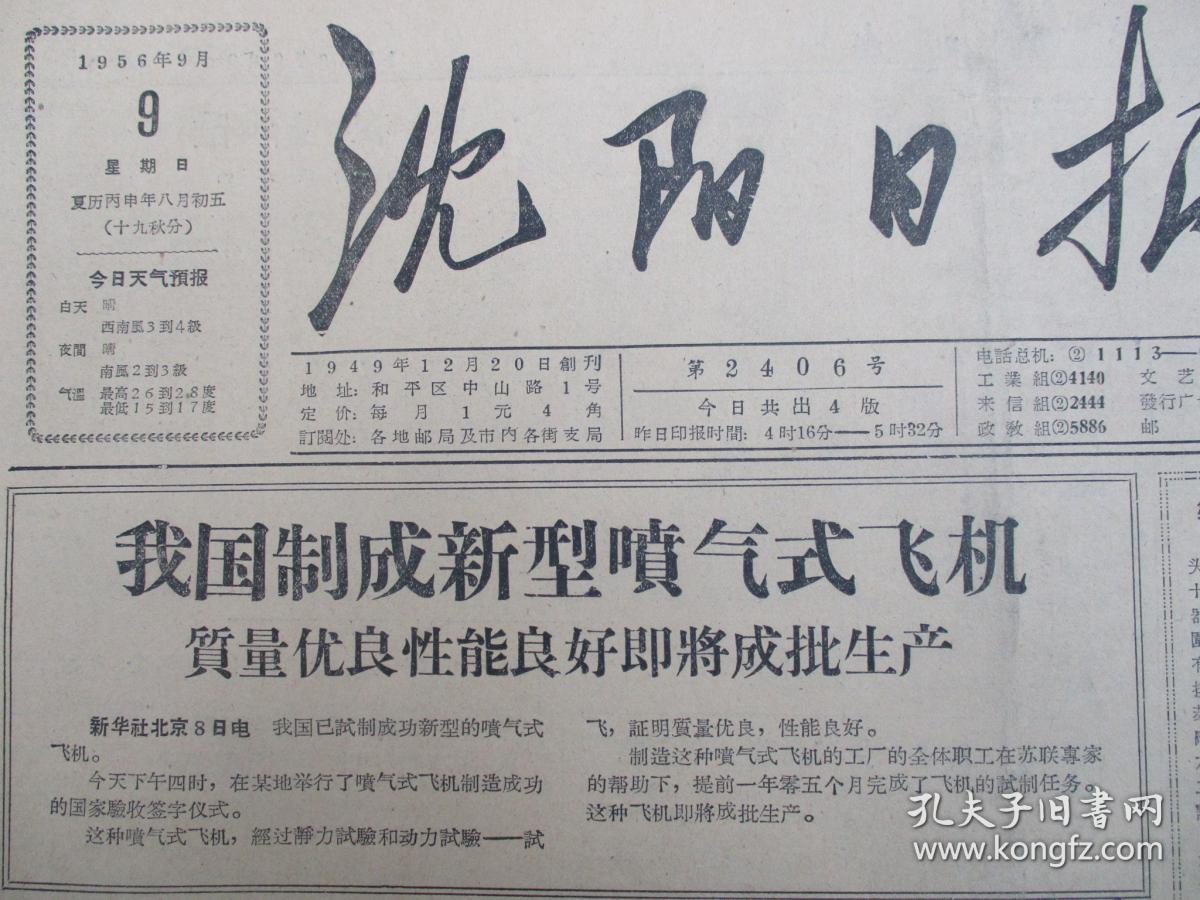 1956年9月
9
星期日
夏历丙申年八月初五
(十九秋分)
今日天气預报
白天 晴
西南風3到4級
夜間 晴
南風2到3級
气溫 最高26到28度
最低15到17度
沈阳日报
1949年12月20日創刊
地址：和平区中山路1号
定价：每月1元4角
訂閱处：各地邮局及市內各街支局
第2406号
今日共出4版
昨日印报时間：4时16分——5时32分
电話总机：②1113—
工業組②4140 文艺
来信組②2444 發行广
政教組②5886 邮
我国制成新型噴气式飞机
質量优良性能良好即將成批生产
新华社北京8日电 我国已試制成功新型的噴气式
飞机。
今天下午四时，在某地举行了噴气式飞机制造成功
的国家驗收签字仪式。
这种噴气式飞机，經过靜力試驗和动力試驗——試
飞，証明質量优良，性能良好。
制造这种噴气式飞机的工厂的全体职工在苏联專家
的帮助下，提前一年零五个月完成了飞机的試制任务。
这种飞机即將成批生产。
头
十
器
孔夫子旧书网
www.kongfz.com